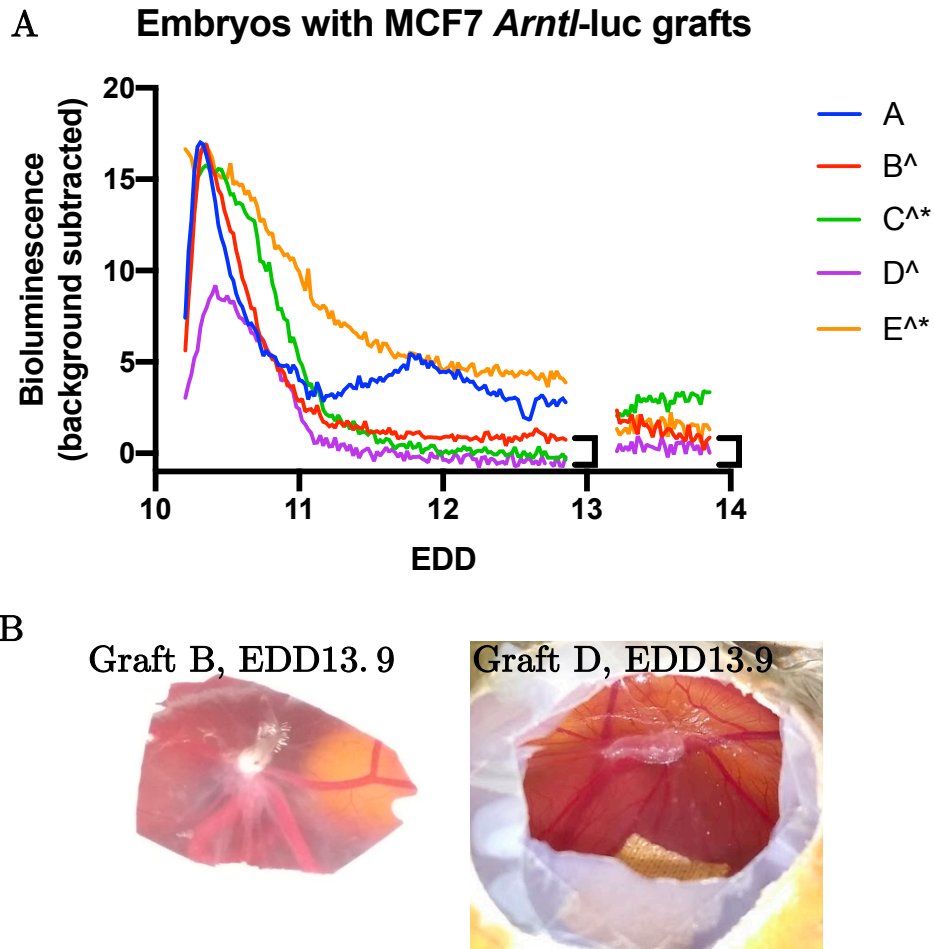 A
Embryos with MCF7 Arntl-luc grafts
Bioluminescence
(background subtracted)
20
15
10
5
0
10 11 12 13 14
EDD
A
B^
C^*
D^
E^*
B
Graft B, EDD13.9
Graft D, EDD13.9